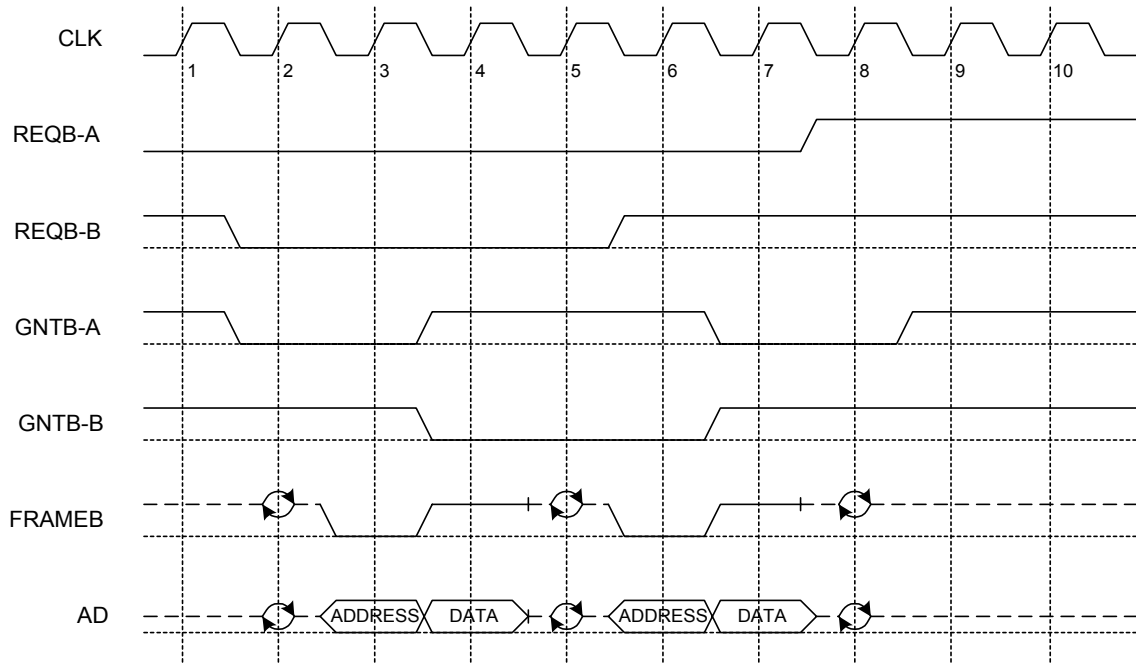 CLK
1 2 3 4 5 6 7 8 9 10
REQB-A
REQB-B
GNTB-A
GNTB-B
FRAMEB
AD
ADDRESS DATA ADDRESS DATA